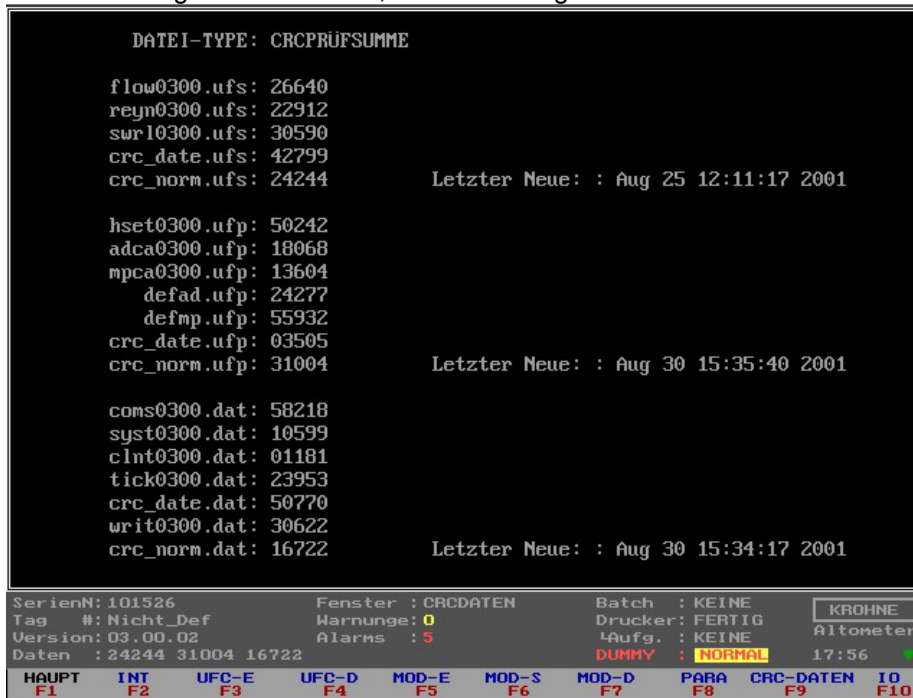 DATEI-TYPE: CRCPRÜFSUMME
flow0300.ufs: 26640
reyn0300.ufs: 22912
swrl0300.ufs: 30590
crc_date.ufs: 42799
crc_norm.ufs: 24244 Letzter Neue: : Aug 25 12:11:17 2001
hset0300.ufp: 50242
adca0300.ufp: 18068
mpca0300.ufp: 13604
defad.ufp: 24277
defmp.ufp: 55932
crc_date.ufp: 03505
crc_norm.ufp: 31004 Letzter Neue: : Aug 30 15:35:40 2001
coms0300.dat: 58218
syst0300.dat: 10599
clnt0300.dat: 01181
tick0300.dat: 23953
crc_date.dat: 50770
writ0300.dat: 30622
crc_norm.dat: 16722 Letzter Neue: : Aug 30 15:34:17 2001
SerienN: 101526 Fenster : CRCDATEN Batch : KEINE KROHNE
Tag #: Nicht_Def Warnunge: 0 Drucker: FERTIG Altometer
Version: 03.00.02 Alarms : 5 4Aufg. : KEINE
Daten : 24244 31004 16722 DUMMY : NORMAL 17:56
HAUPT INT UFC-E UFC-D MOD-E MOD-S MOD-D PARA CRC-DATEN IO
F1 F2 F3 F4 F5 F6 F7 F8 F9 F10